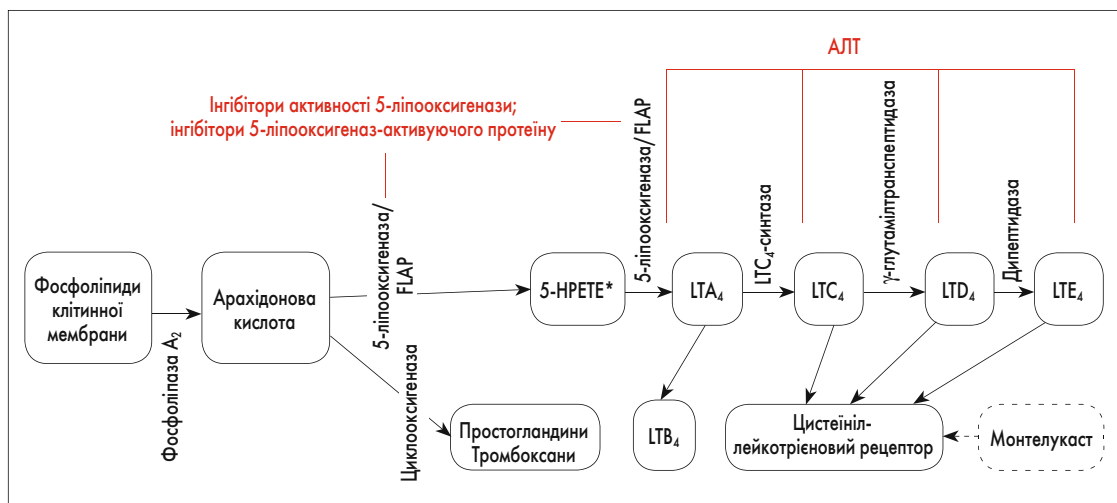 АЛТ
Інгібітори активності 5-ліпооксигенази;
інгібітори 5-ліпооксигеназ-активуючого протеїну
Фосфоліпиди
клітинної
мембрани
Фосфоліпаза A₂
Арахідонова
кислота
5-ліпооксигеназа/
FLAP
Циклооксигеназа
5-HPETE*
5-ліпооксигеназа/FLAP
LTA₄
LTC₄-синтаза
LTC₄
γ-глутамілтранспептидаза
LTD₄
Дипептидаза
LTE₄
Простогландини
Тромбоксани
LTB₄
Цистеїніл-
лейкотрієновий рецептор
Монтелукаст